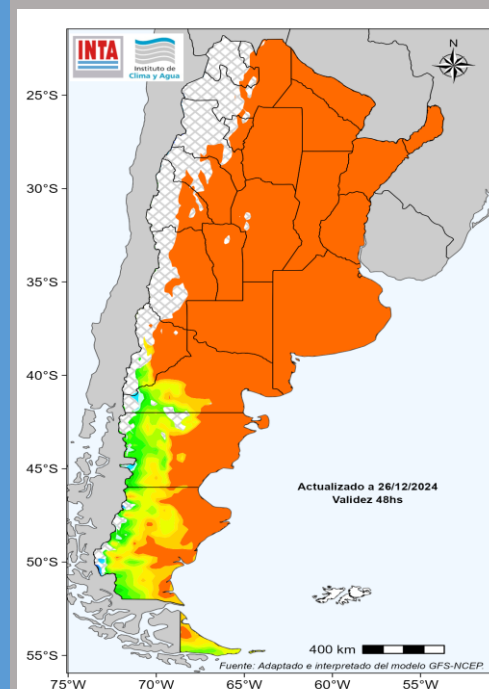 INTA
Instituto de
Clima y Agua
N
25°S
30°S
35°S
40°S
45°S
50°S
55°S
Actualizado a 26/12/2024
Validez 48hs
400 km
Fuente: Adaptado e interpretado del modelo GFS-NCEP.
75°W 70°W 65°W 60°W 55°W